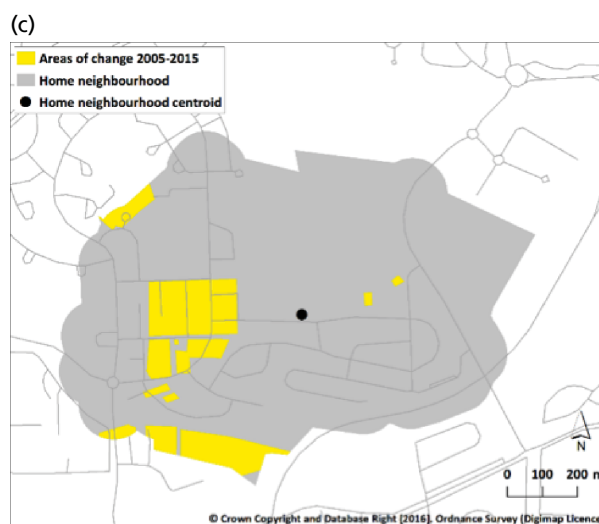 (c)
Areas of change 2005-2015
Home neighbourhood
Home neighbourhood centroid
N
0 100 200 m
© Crown Copyright and Database Right [2016]. Ordnance Survey (Digimap Licence)